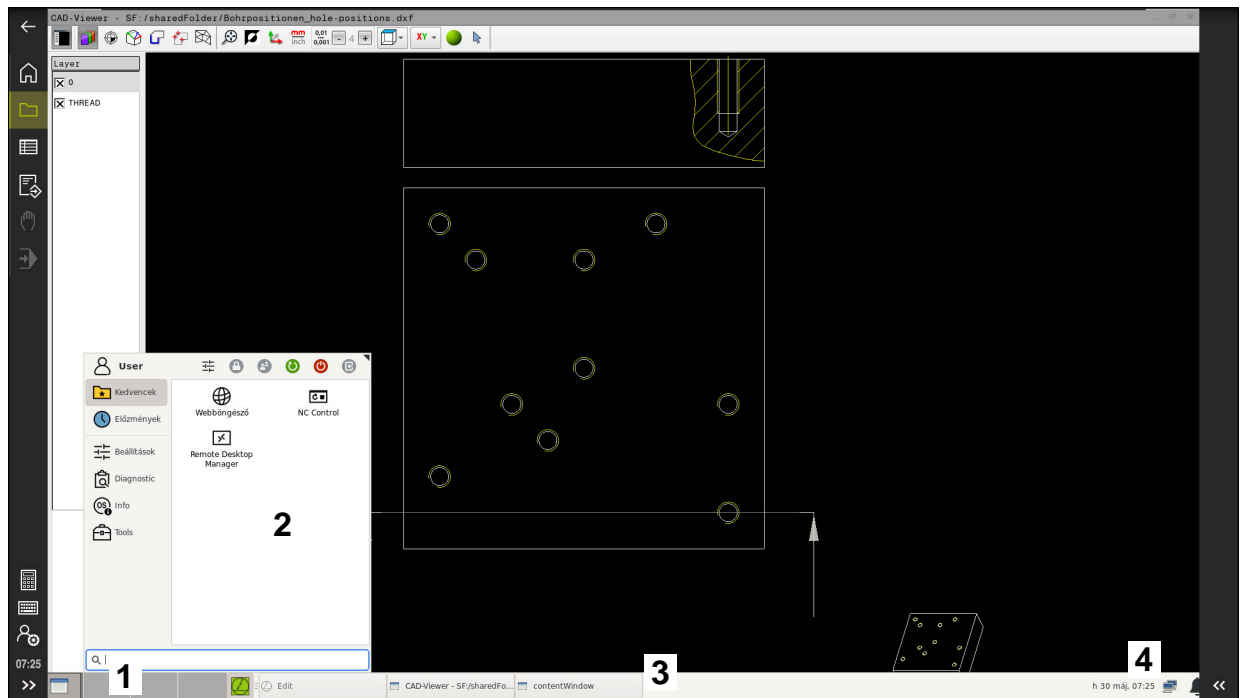 CAD-Viewer - SF:/sharedFolder/Bohrpositionen_hole-positions.dxf
mm
inch
0,01
0,001
4
XY
Layer
0
THREAD
User
Kedvencek
Előzmények
Beállítások
Diagnostic
Info
Tools
Webböngésző
NC Control
Remote Desktop
Manager
OS
2
07:25
1
Edit
CAD-Viewer - SF:/sharedFo...
contentWindow
3
4
h 30 máj, 07:25